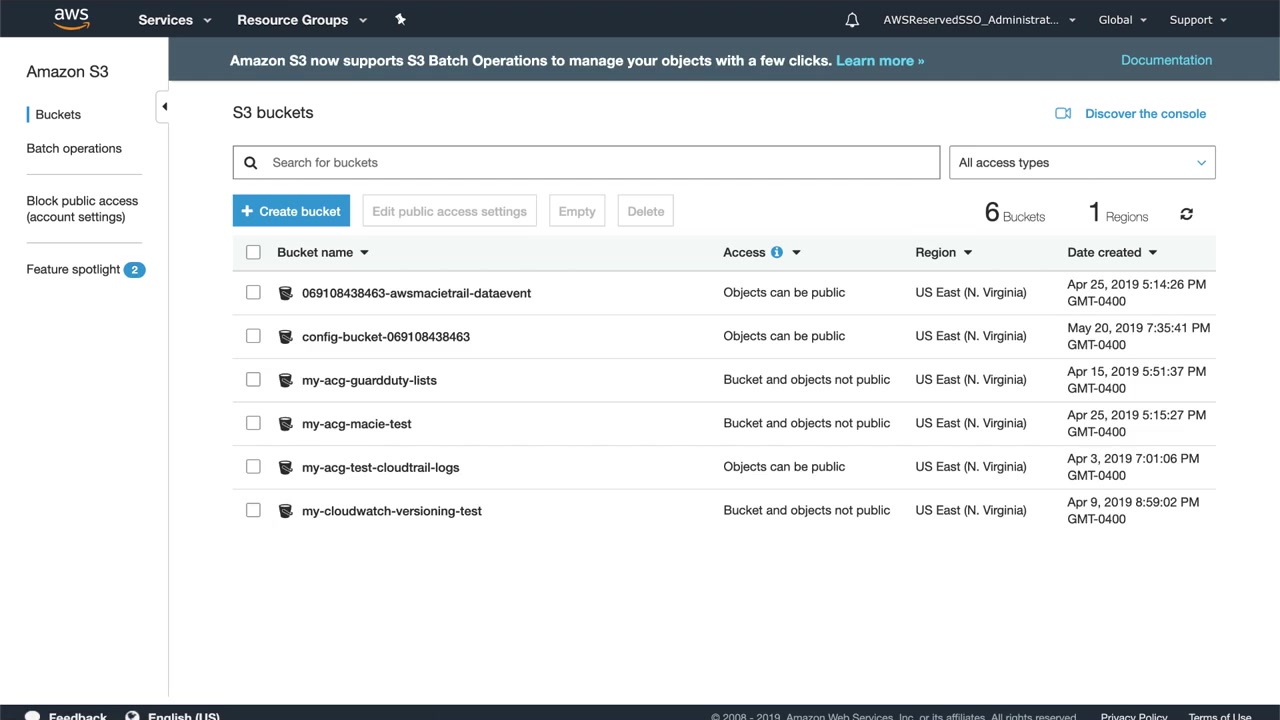 aws Services Resource Groups AWSReservedSSO_Administrat... Global Support
Amazon S3 now supports S3 Batch Operations to manage your objects with a few clicks. Learn more » Documentation
Amazon S3
Buckets
Batch operations
Block public access
(account settings)
Feature spotlight 2
S3 buckets Discover the console
Search for buckets All access types
Create bucket Edit public access settings Empty Delete 6 Buckets 1 Regions
Bucket name Access Region Date created
069108438463-awsmacietrail-dataevent Objects can be public US East (N. Virginia) Apr 25, 2019 5:14:26 PM
GMT-0400
config-bucket-069108438463 Objects can be public US East (N. Virginia) May 20, 2019 7:35:41 PM
GMT-0400
my-acg-guardduty-lists Bucket and objects not public US East (N. Virginia) Apr 15, 2019 5:51:37 PM
GMT-0400
my-acg-macie-test Bucket and objects not public US East (N. Virginia) Apr 25, 2019 5:15:27 PM
GMT-0400
my-acg-test-cloudtrail-logs Objects can be public US East (N. Virginia) Apr 3, 2019 7:01:06 PM
GMT-0400
my-cloudwatch-versioning-test Bucket and objects not public US East (N. Virginia) Apr 9, 2019 8:59:02 PM
GMT-0400
Feedback English (US) © 2008 - 2019, Amazon Web Services, Inc. or its affiliates. All rights reserved. Privacy Policy Terms of Use